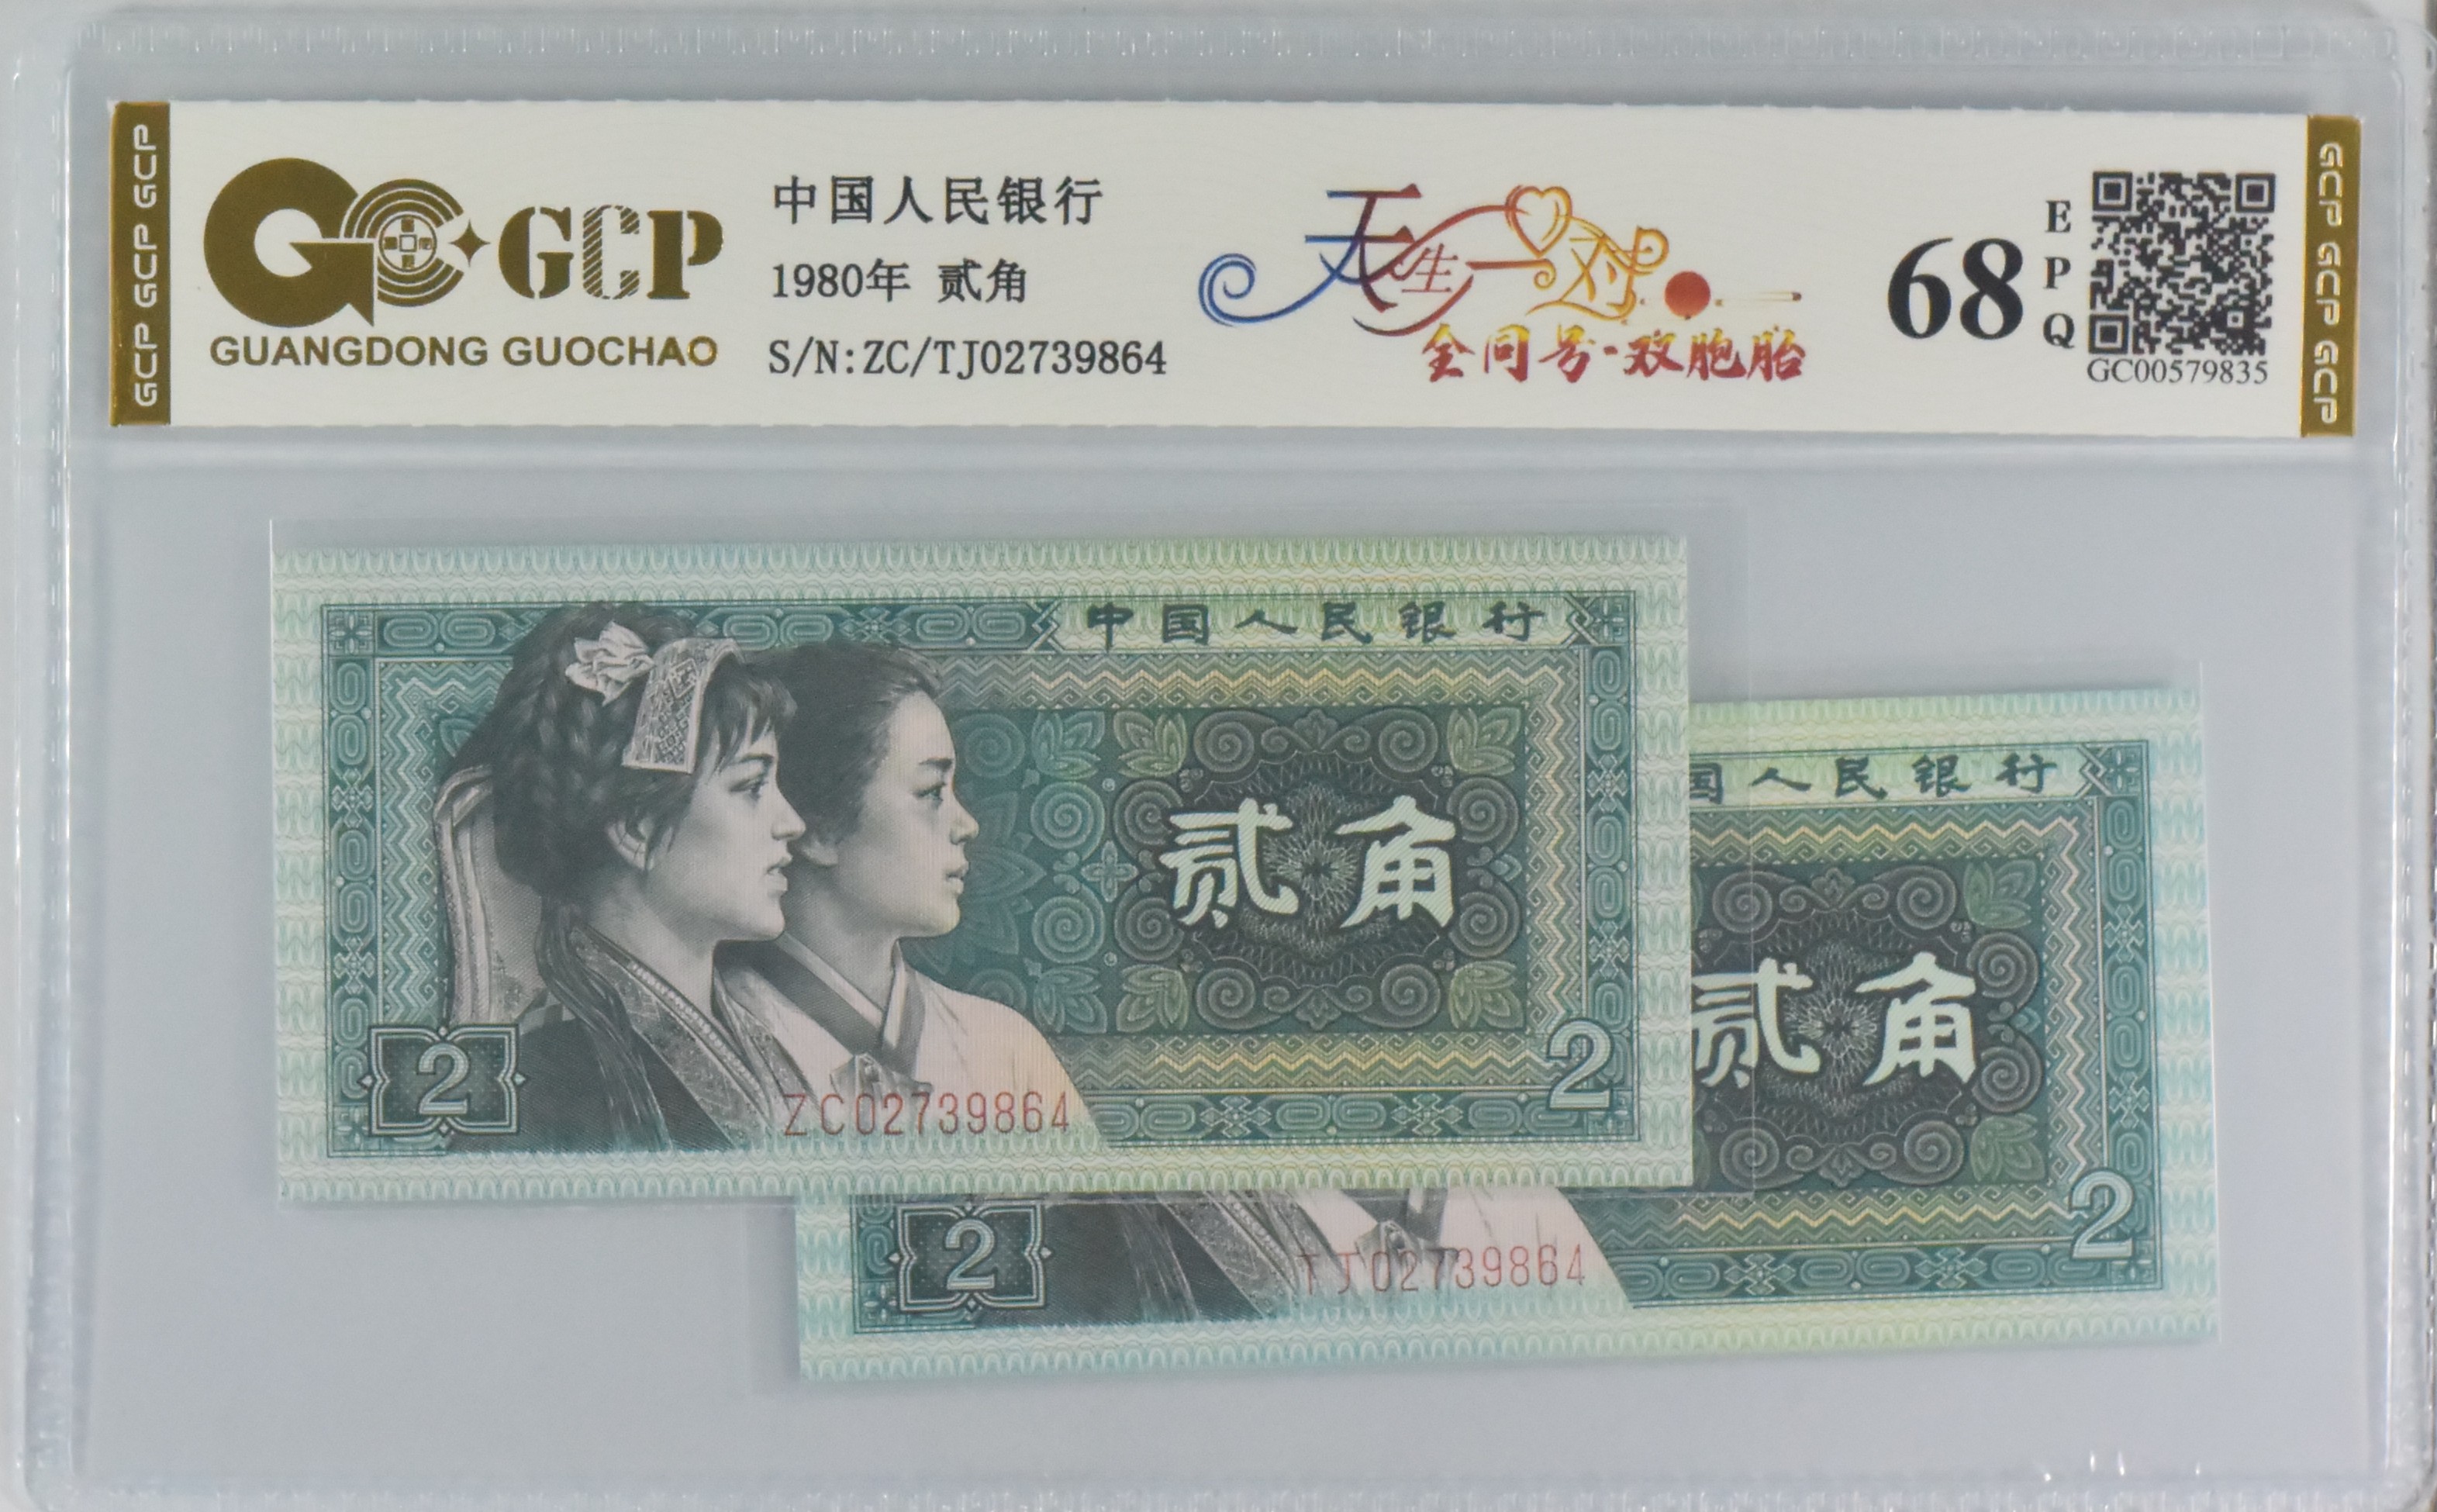 GCP GCP GCP
GCP
GUANGDONG GUOCHAO
中国人民银行
1980年 贰角
S/N:ZC/TJ02739864
天生一对
全同号·双胞胎
68
EPQ
GC00579835
GCP GCP GCP
中国人民银行
贰角
2
ZC02739864
2
国人民银行
贰角
2
TJ02739864
2